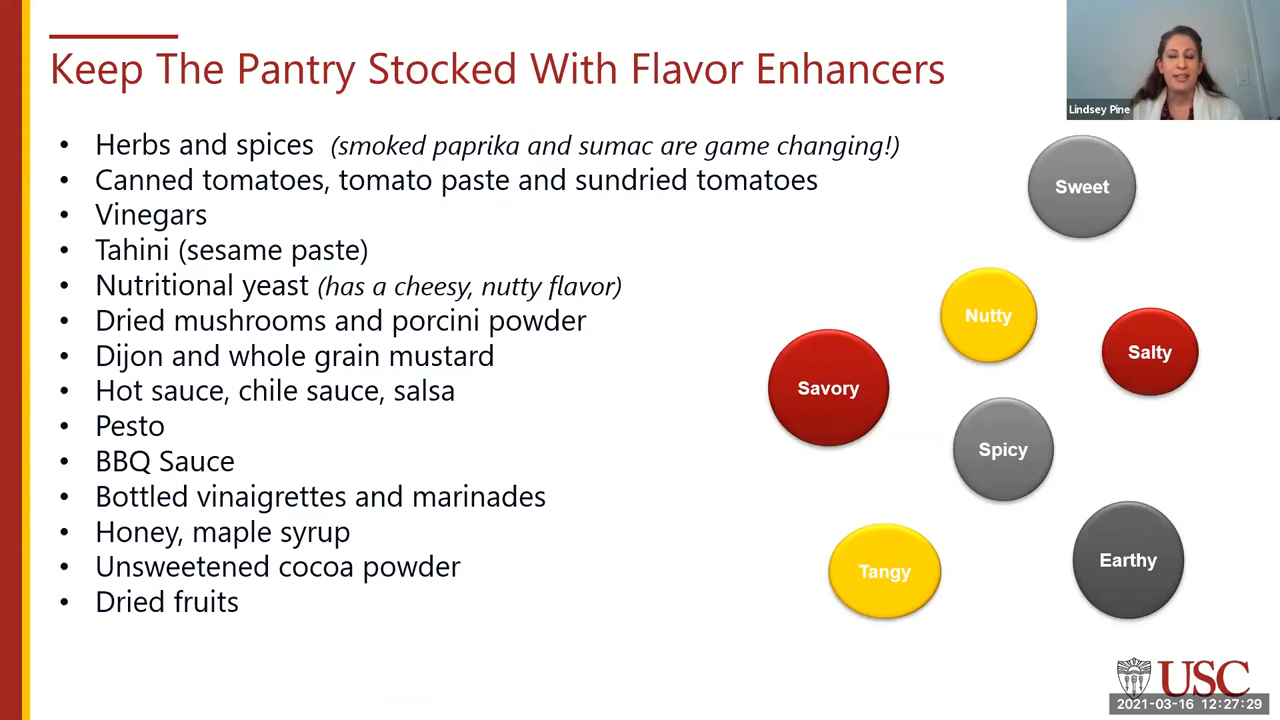 Keep The Pantry Stocked With Flavor Enhancers
Lindsey Pine
• Herbs and spices (smoked paprika and sumac are game changing!)
• Canned tomatoes, tomato paste and sundried tomatoes
• Vinegars
• Tahini (sesame paste)
• Nutritional yeast (has a cheesy, nutty flavor)
• Dried mushrooms and porcini powder
• Dijon and whole grain mustard
• Hot sauce, chile sauce, salsa
• Pesto
• BBQ Sauce
• Bottled vinaigrettes and marinades
• Honey, maple syrup
• Unsweetened cocoa powder
• Dried fruits
Sweet
Nutty
Salty
Savory
Spicy
Tangy
Earthy
USC
2021-03-16 12:27:29